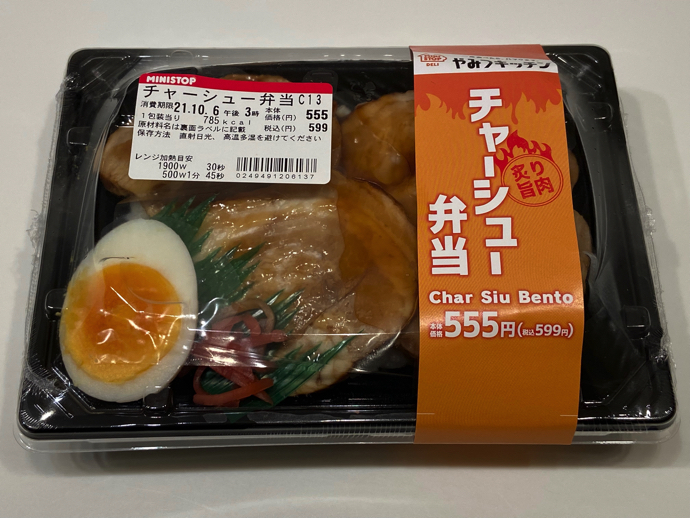 MINISTOP
チャーシュー弁当 C13
消費期限 21.10. 6 午後 3時 本体価格(円) 555
1包装当り 785kcal 税込(円) 599
原材料名は裏面ラベルに記載
保存方法 直射日光、高温多湿を避けてください
レンジ加熱目安
1900W 30秒
500W1分 45秒
0249491206137
STOP
DELI
やみつキッチン
チャーシュー弁当
炙り
旨肉
Char Siu Bento
本体価格 555円(税込599円)